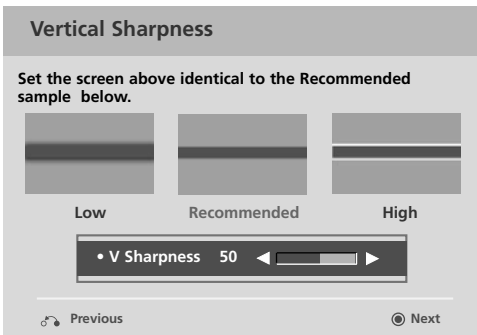 Vertical Sharpness
Set the screen above identical to the Recommended
sample below.
Low Recommended High
• V Sharpness 50
Previous Next